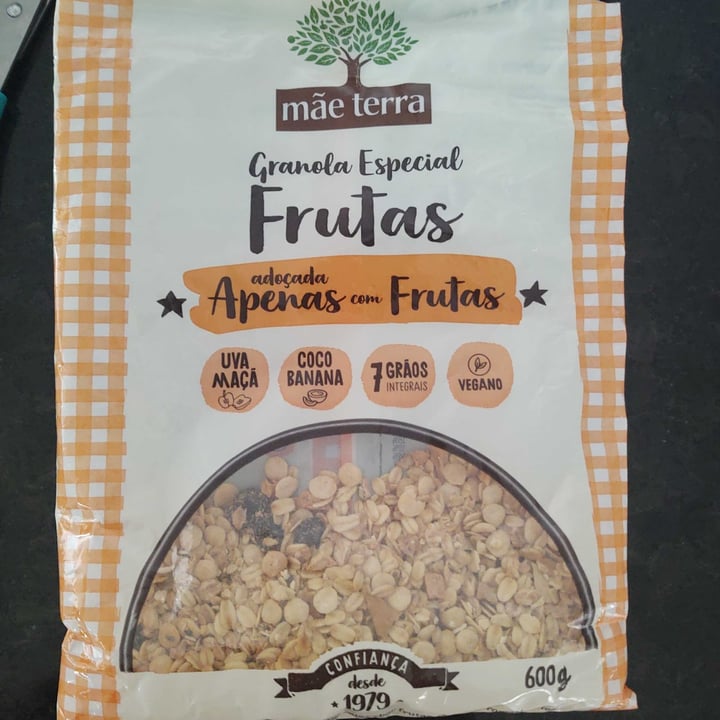 mãe terra
Granola Especial
Frutas
adoçada
Apenas com Frutas
UVA
MAÇÃ
COCO
BANANA
7 GRÃOS
INTEGRAIS
VEGANO
CONFIANÇA
desde
1979
600g